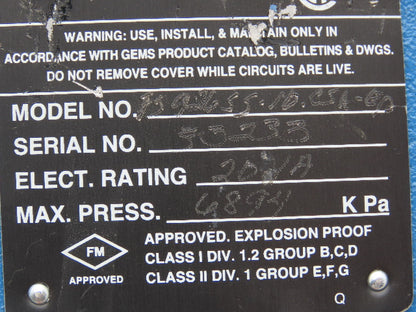 WARNING: USE, INSTALL, & MAINTAIN ONLY IN
ACCORDANCE WITH GEMS PRODUCT CATALOG, BULLETINS & DWGS.
DO NOT REMOVE COVER WHILE CIRCUITS ARE LIVE.
MODEL NO.
SERIAL NO. 53233
ELECT. RATING
MAX. PRESS. 6894 K Pa
FM
APPROVED
APPROVED. EXPLOSION PROOF
CLASS I DIV. 1.2 GROUP B,C,D
CLASS II DIV. 1 GROUP E,F,G
Q